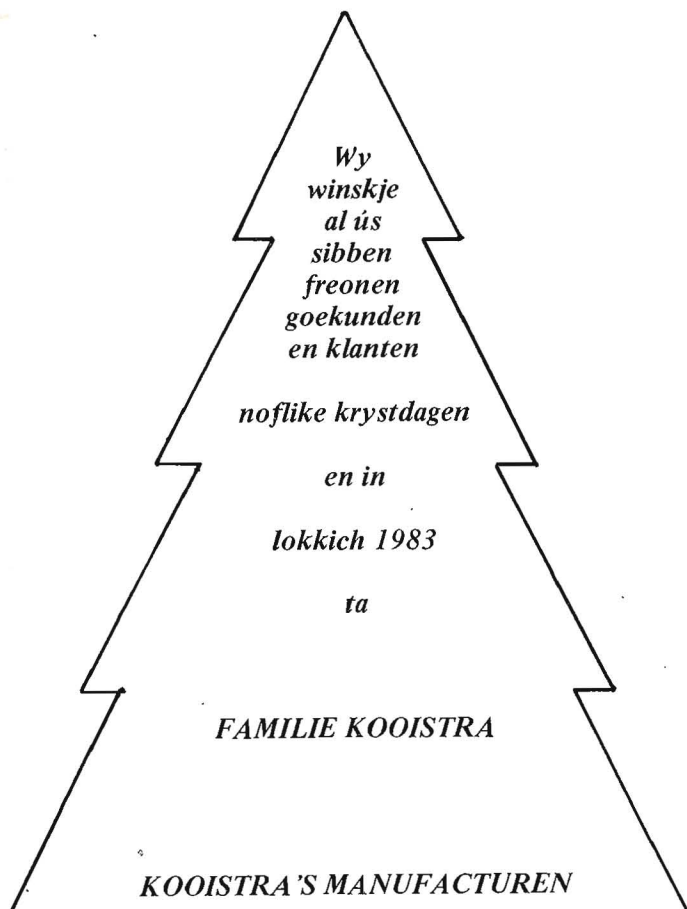 Wy
winskje
al ús
sibben
freonen
goekunden
en klanten
noflike krystdagen
en in
lokkich 1983
ta
FAMILIE KOOISTRA
KOOISTRA'S MANUFACTUREN